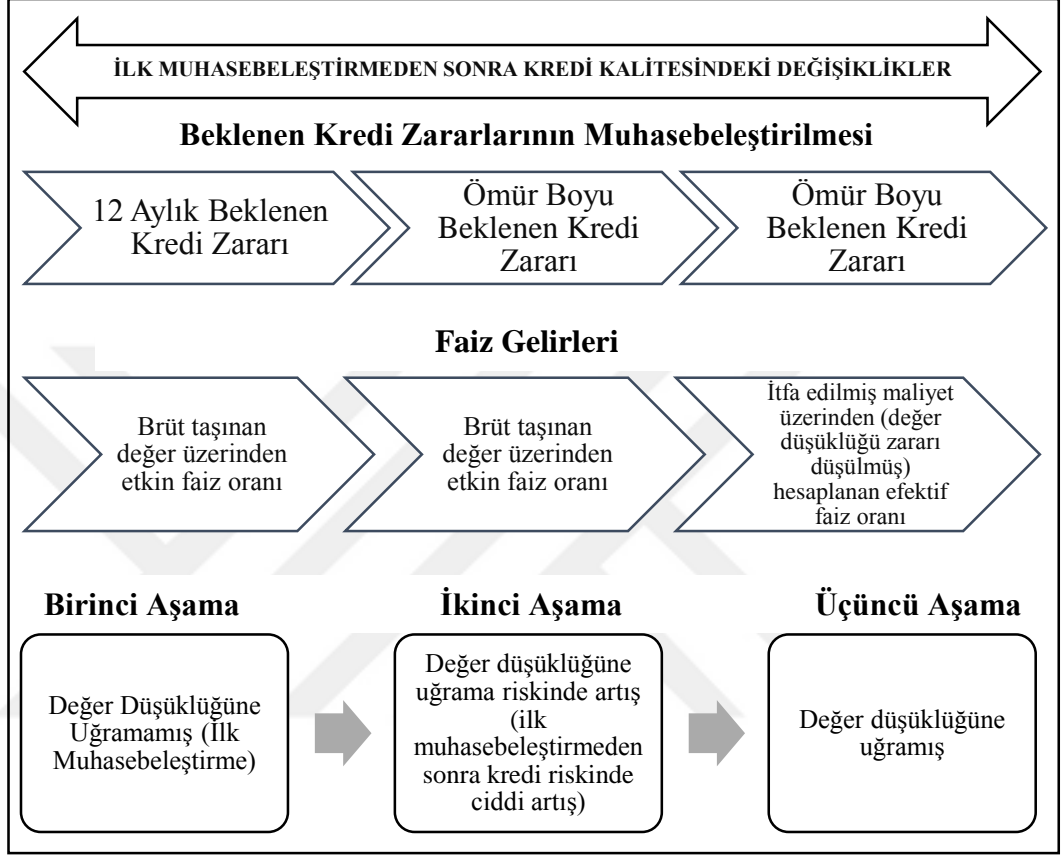 İLK MUHASEBELEŞTİRMEDEN SONRA KREDİ KALİTESİNDEKİ DEĞİŞİKLIKLER
Beklenen Kredi Zararlarının Muhasebeleştirilmesi
12 Aylık Beklenen
Kredi Zararı
Ömür Boyu
Beklenen Kredi
Zararı
Ömür Boyu
Beklenen Kredi
Zararı
Faiz Gelirleri
Brüt taşınan
değer üzerinden
etkin faiz oranı
Brüt taşınan
değer üzerinden
etkin faiz oranı
İtfa edilmiş maliyet
üzerinden (değer
düşüklüğü zararı
düşülmüş)
hesaplanan efektif
faiz oranı
Birinci Aşama
Değer Düşüklüğüne
Uğramamış (İlk
Muhasebeleştirme)
İkinci Aşama
Değer düşüklüğüne
uğrama riskinde artış
(ilk
muhasebeleştirmeden
sonra kredi riskinde
ciddi artış)
Üçüncü Aşama
Değer düşüklüğüne
uğramış